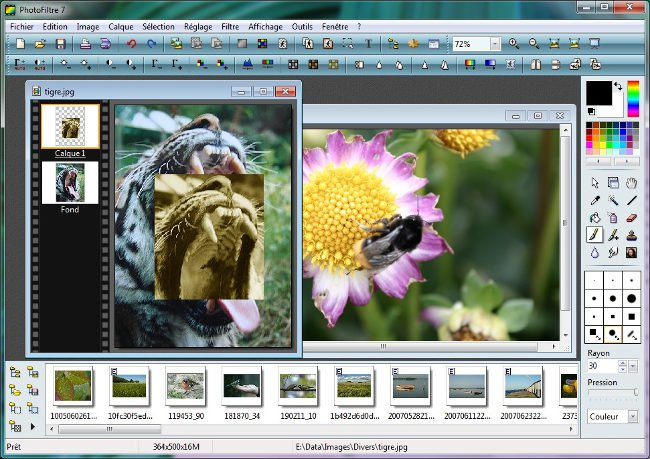 PhotoFiltre 7
Fichier Edition Image Calque Sélection Réglage Filtre Affichage Outils Fenêtre ?
72%
tigre.jpg
Calque 1
Fond
Rayon
30
Pression
Couleur
1005060261... 10fc30f5ed... 119453_90 181870_34 190211_10 1b492d6d0d... 2007052821... 2007061122... 2007062322... 2373
Prêt 364x500x16M E:\Data\Images\Divers\tigre.jpg